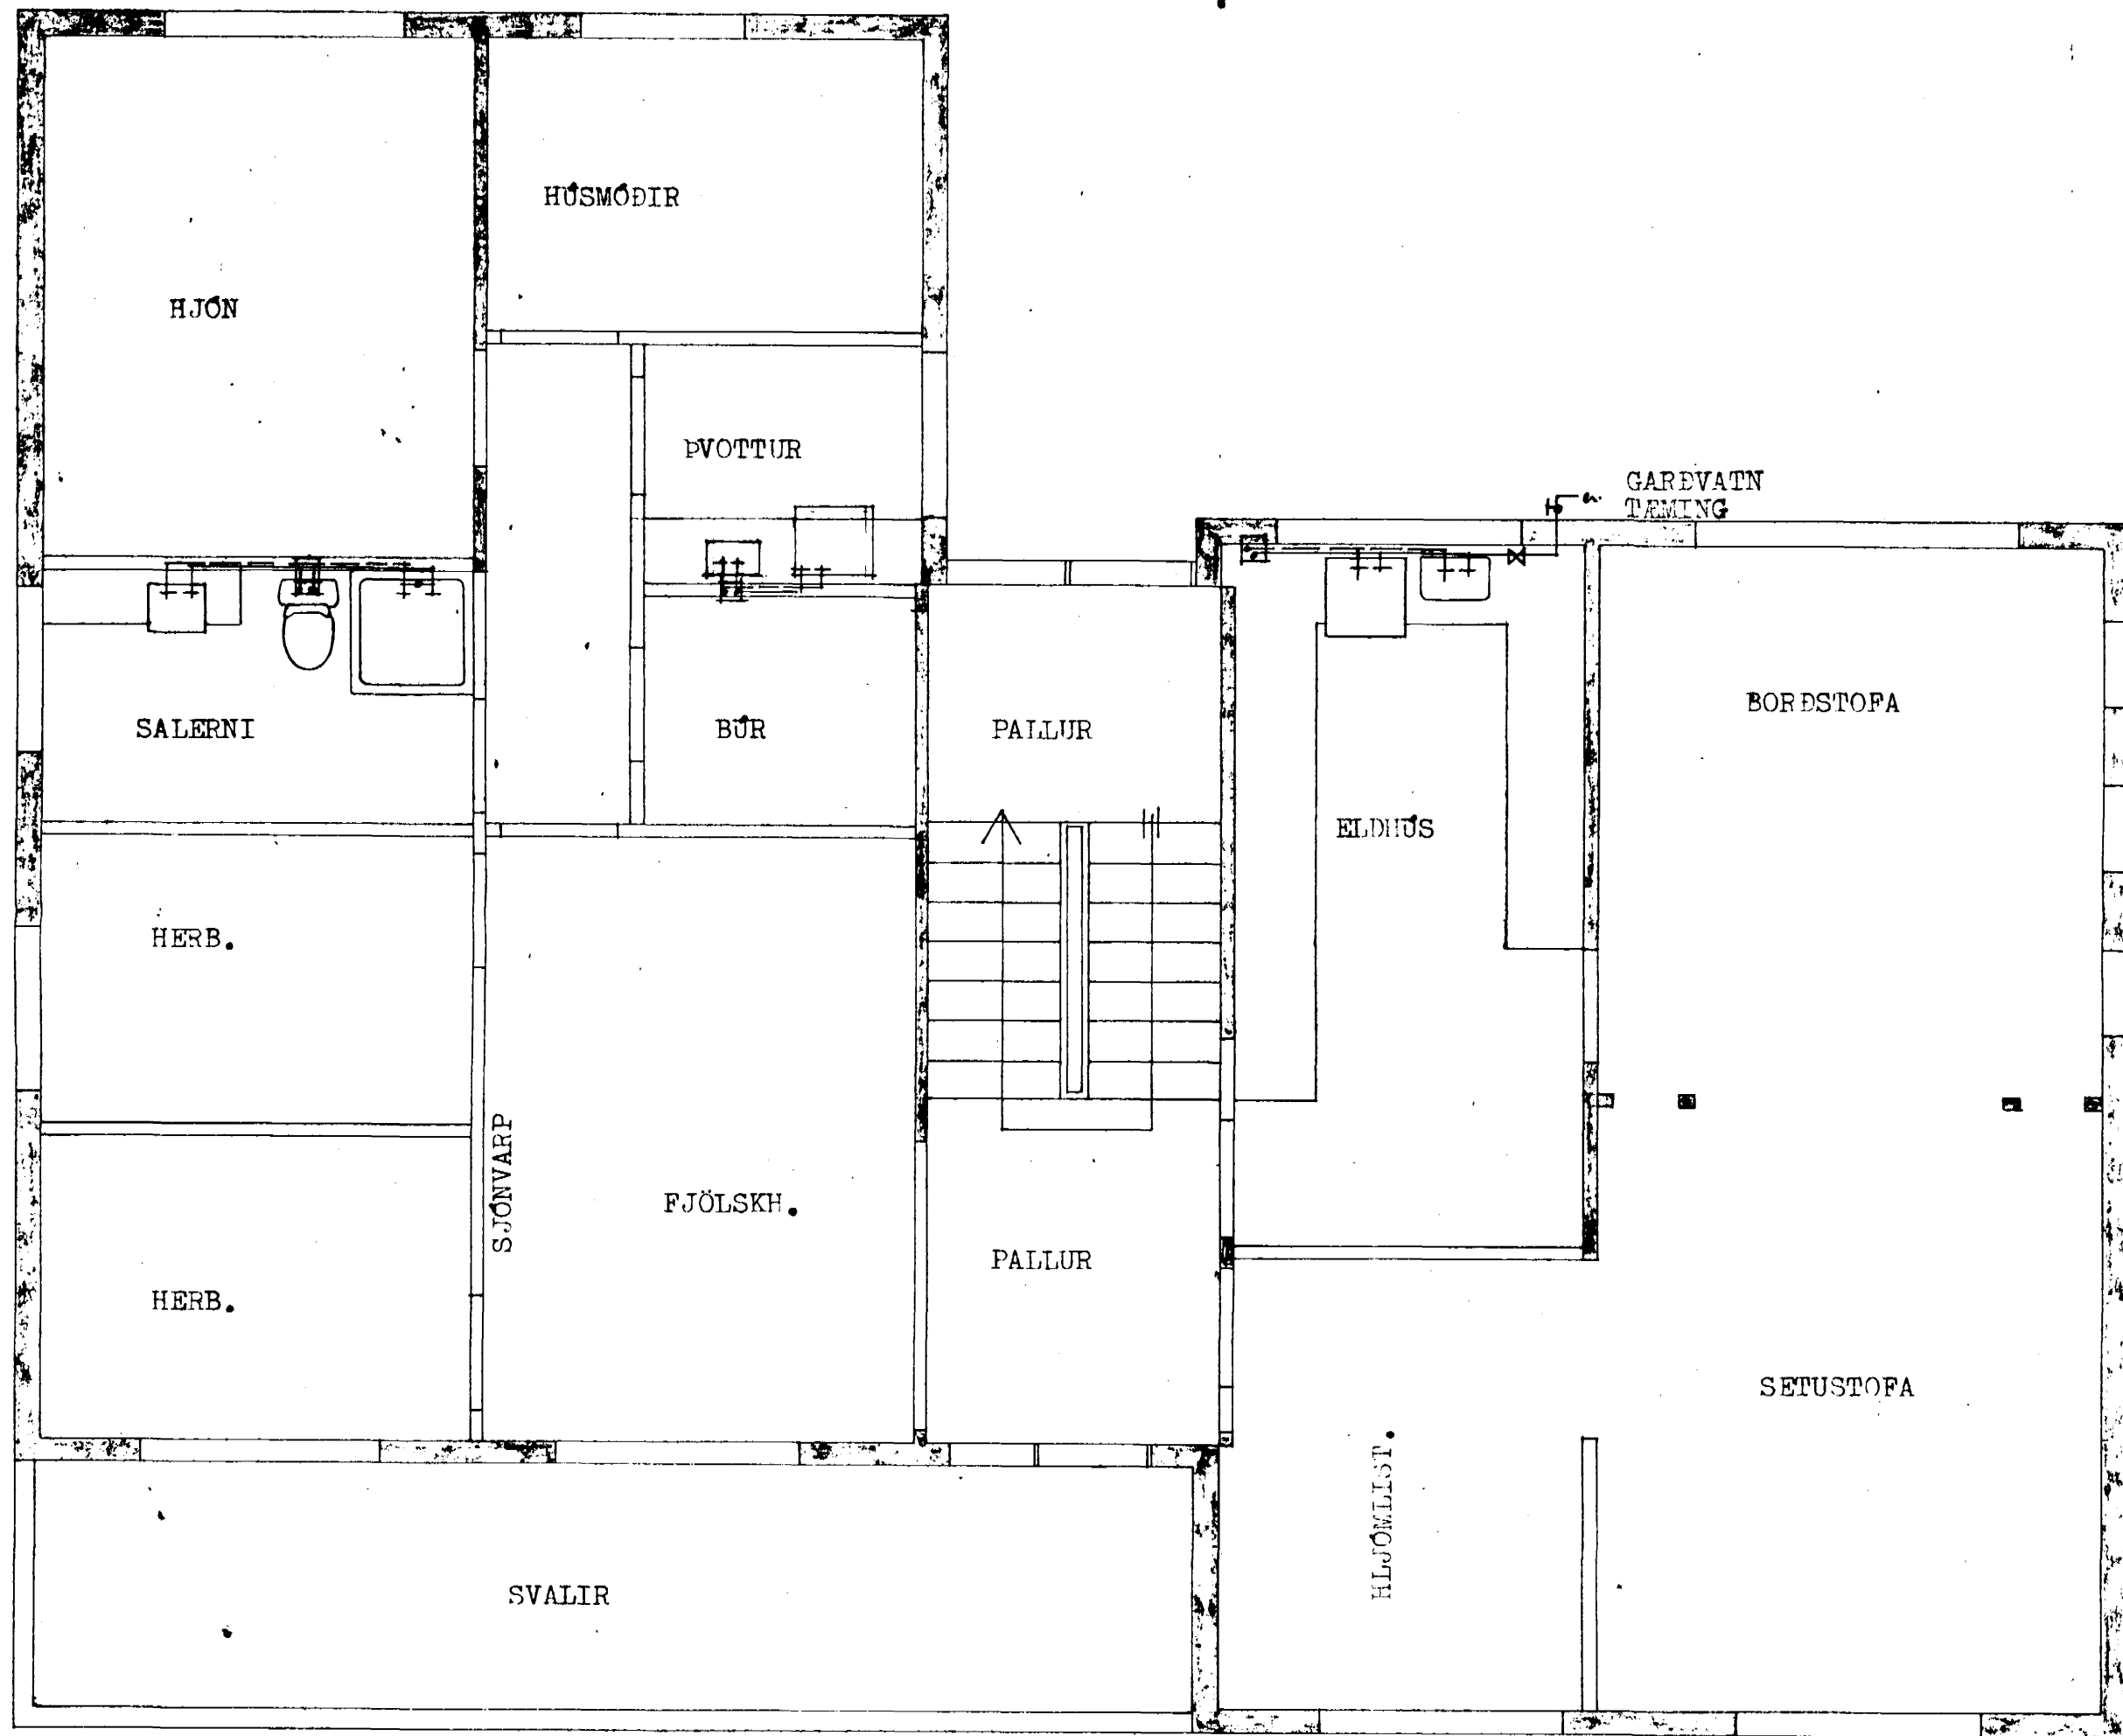 HÚSMÓÐIR
HJÓN
ÞVOTTUR
GARÐVATN
TÆMING
BORÐSTOFA
SALERNI
BÚR
PALLUR
ELDHÚS
HERB.
SJÓNVARP
FJÖLSKH.
PALLUR
HERB.
SETUSTOFA
HLJÓMLIST.
SVALIR